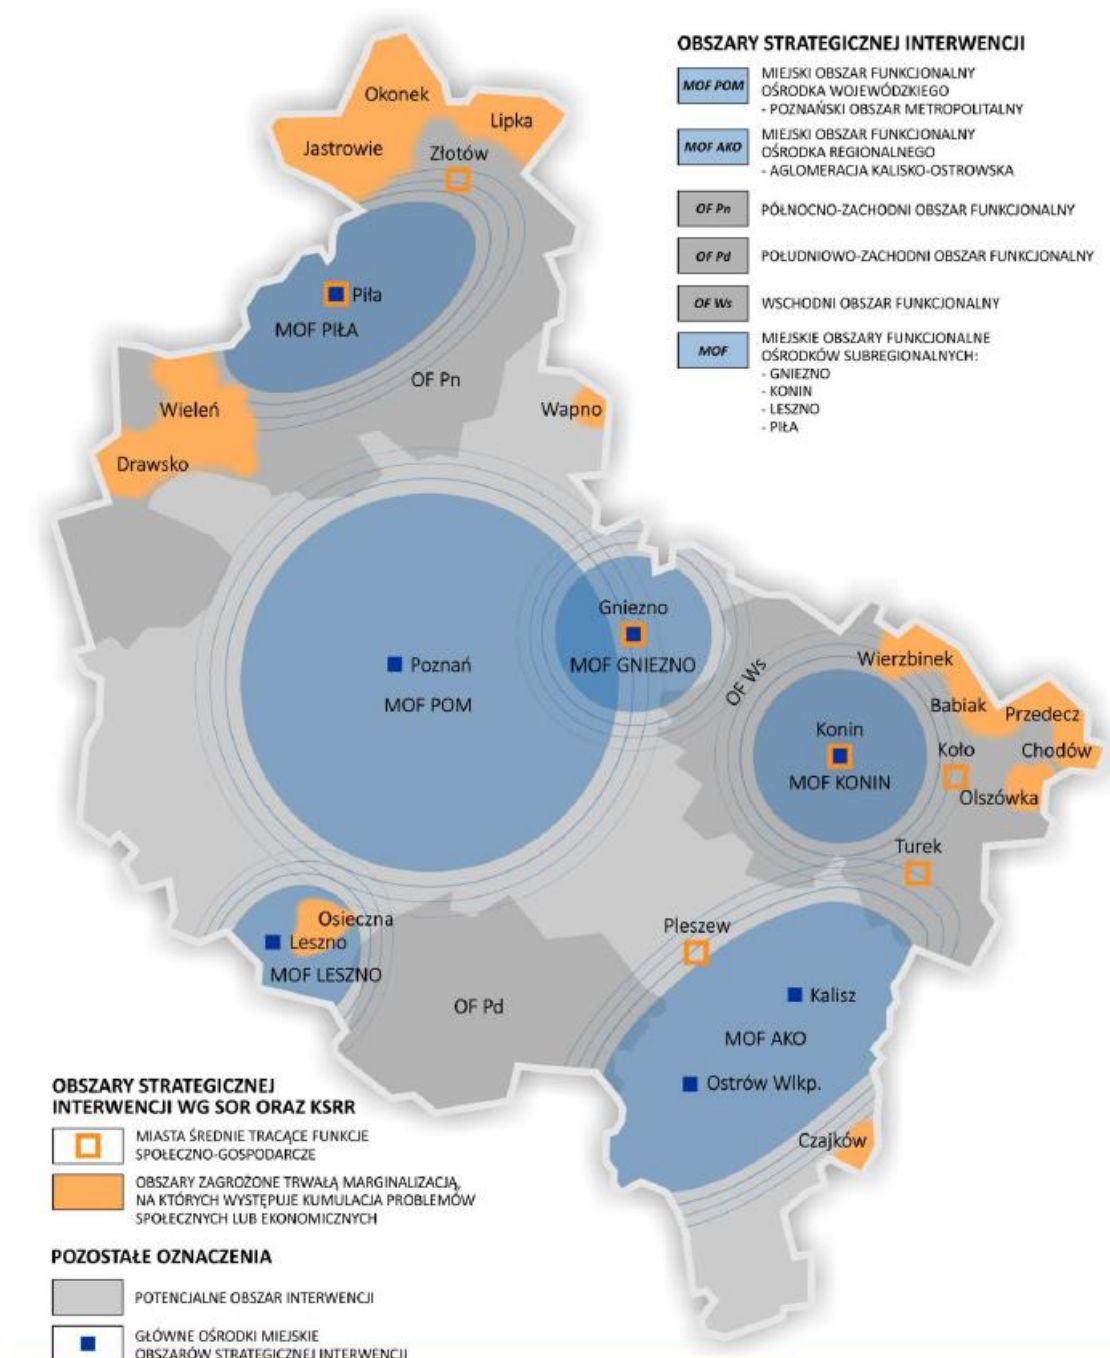 OBSZARY STRATEGICZNEJ INTERWENCJI
MOF POM
MIEJSKI OBSZAR FUNKCJONALNY
OŚRODKA WOJEWÓDZKIEGO
- POZNAŃSKI OBSZAR METROPOLITALNY
MOF AKO
MIEJSKI OBSZAR FUNKCJONALNY
OŚRODKA REGIONALNEGO
- AGLOMERACJA KALISKO-OSTROWSKA
OF Pn
PÓŁNOCNO-ZACHODNI OBSZAR FUNKCJONALNY
OF Pd
POŁUDNIOWO-ZACHODNI OBSZAR FUNKCJONALNY
OF Ws
WSCHODNI OBSZAR FUNKCJONALNY
MOF
MIEJSKIE OBSZARY FUNKCJONALNE
OŚRODKÓW SUBREGIONALNYCH:
- GNIEZNO
- KONIN
- LESZNO
- PIŁA
Okonek
Lipka
Jastrowie
Złotów
Piła
MOF PIŁA
OF Pn
Wieleń
Wapno
Drawsko
Gniezno
MOF GNIEZNO
Poznań
MOF POM
OF Ws
Wierzbinek
Babiak
Przedecz
Konin
Koło
Chodów
MOF KONIN
Olszówka
Turek
Osieczna
Leszno
MOF LESZNO
Pleszew
Kalisz
OF Pd
MOF AKO
Ostrów Wlkp.
Czajków
OBSZARY STRATEGICZNEJ
INTERWENCJI WG SOR ORAZ KSRR
MIASTA ŚREDNIE TRACĄCE FUNKCJE
SPOŁECZNO-GOSPODARCZE
OBSZARY ZAGROŻONE TRWAŁĄ MARGINALIZACJĄ,
NA KTÓRYCH WYSTĘPUJE KUMULACJA PROBLEMÓW
SPOŁECZNYCH LUB EKONOMICZNYCH
POZOSTAŁE OZNACZENIA
POTENCJALNE OBSZAR INTERWENCJI
GŁÓWNE OŚRODKI MIEJSKIE
OBSZARÓW STRATEGICZNEJ INTERWENCJI